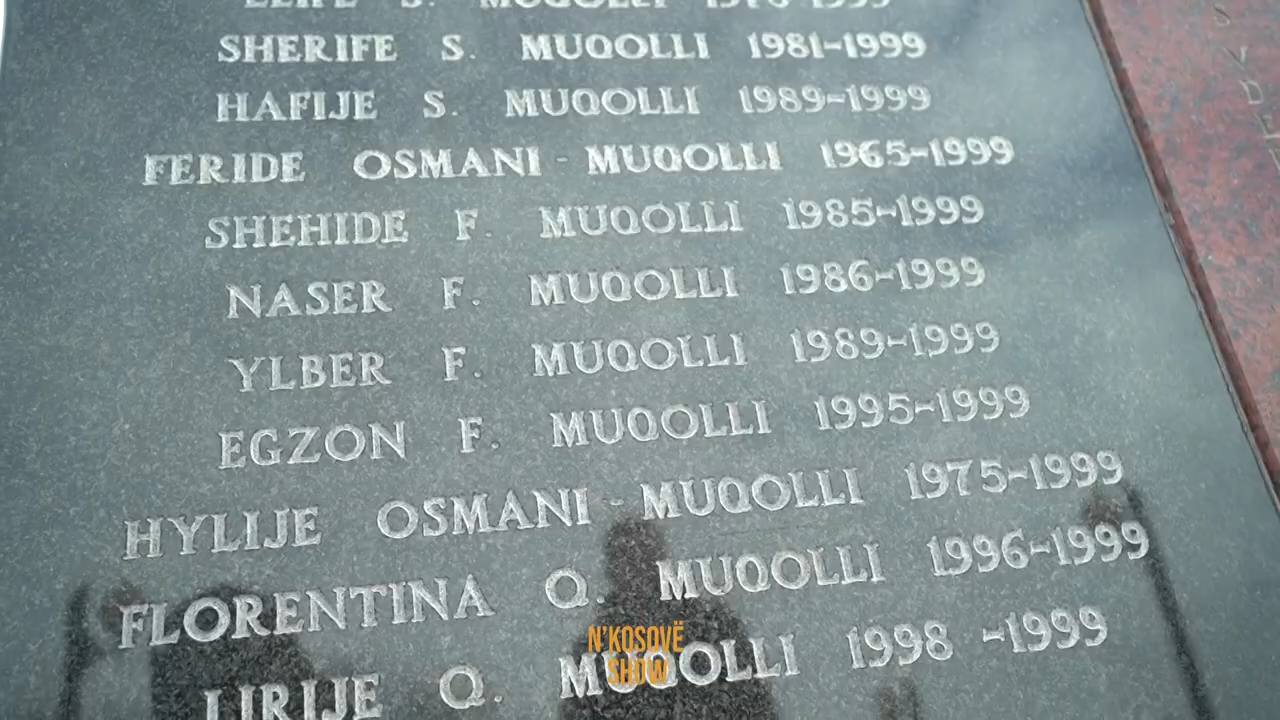 S. MUQOLLI 1999
SHERIFE S. MUQOLLI 1981-1999
HAFIJE S. MUQOLLI 1989-1999
FERIDE OSMANI - MUQOLLI 1965-1999
SHEHIDE F. MUQOLLI 1985-1999
NASER F. MUQOLLI 1986-1999
YLBER F. MUQOLLI 1989-1999
EGZON F. MUQOLLI 1995-1999
HYLIJE OSMANI - MUQOLLI 1975-1999
FLORENTINA Q. MUQOLLI 1996-1999
LIRIJE Q. MUQOLLI 1998 -1999
N'KOSOVË
SHOW